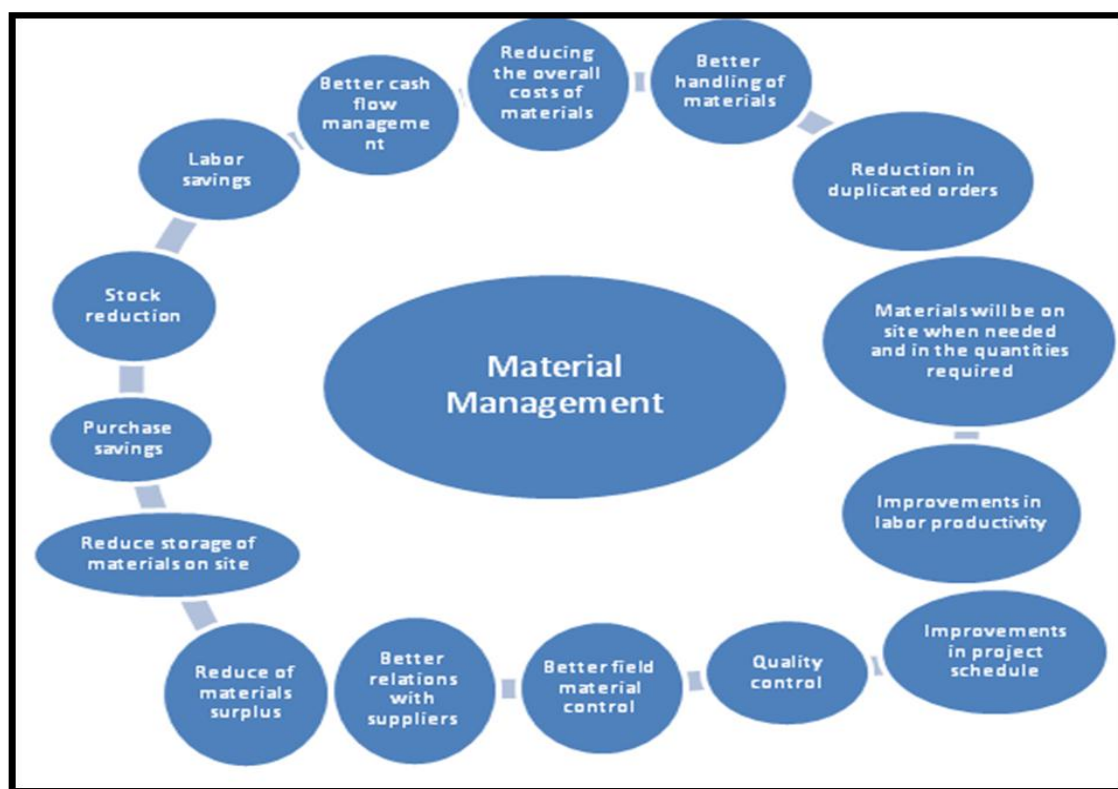 Reducing
the overall
costs of
materials
Better
handling of
materials
Reduction in
duplicated orders
Materials will be on
site when needed
and in the quantities
required
Improvements in
labor productivity
Improvements
in project
schedule
Quality
control
Better field
material
control
Better
relations
with
suppliers
Reduce of
materials
surplus
Reduce storage of
materials on site
Purchase
savings
Stock
reduction
Labor
savings
Better cash
flow
manageme
nt
Material
Management